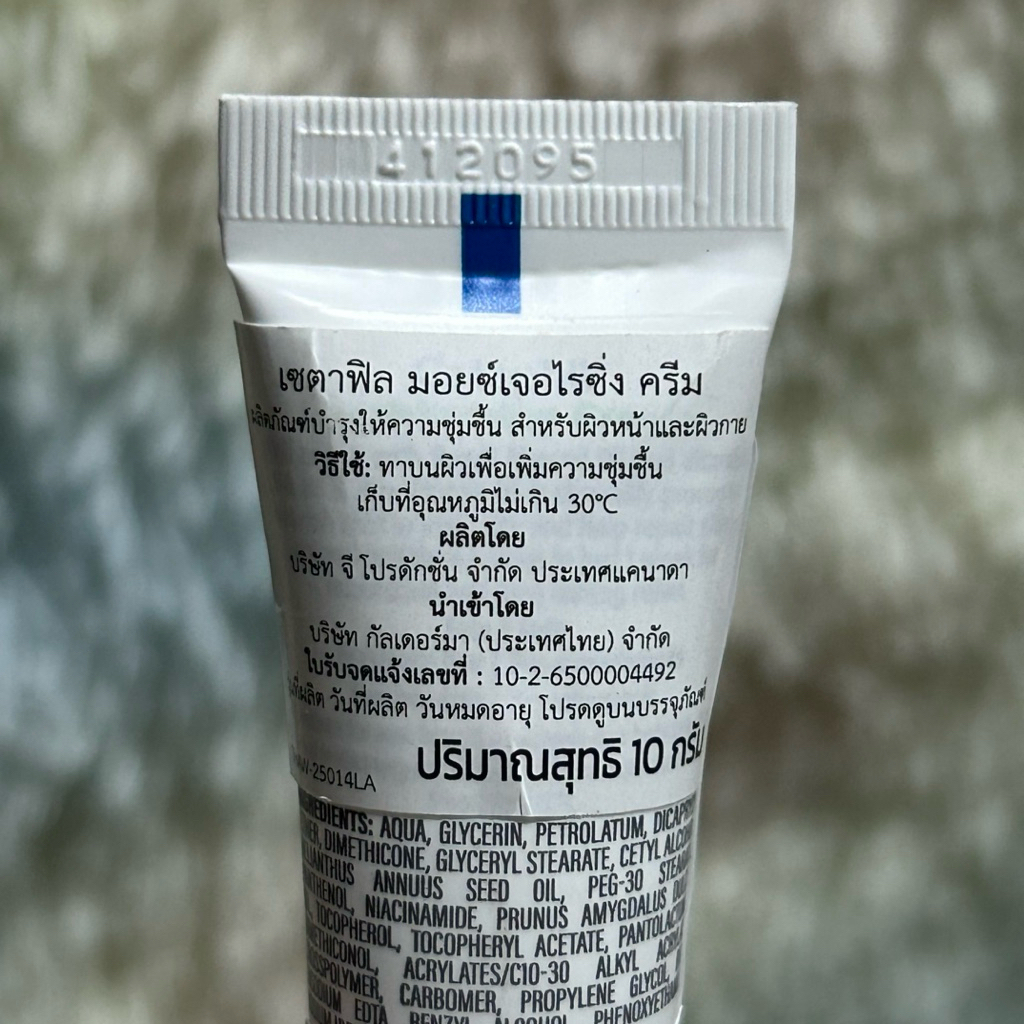 412095
เซตาฟิล มอยซ์เจอไรซิ่ง ครีม
ผลิตภัณฑ์บำรุงให้ความชุ่มชื้น สำหรับผิวหน้าและผิวกาย
วิธีใช้: ทาบนผิวเพื่อเพิ่มความชุ่มชื้น
เก็บที่อุณหภูมิไม่เกิน 30°C
ผลิตโดย
บริษัท จี โปรดักชั่น จำกัด ประเทศแคนาดา
นำเข้าโดย
บริษัท กัลเดอร์มา (ประเทศไทย) จำกัด
ใบรับจดแจ้งเลขที่ : 10-2-6500004492
วันที่ผลิต วันหมดอายุ โปรดดูบนบรรจุภัณฑ์
ปริมาณสุทธิ 10 กรัม
-25014LA
AQUA, GLYCERIN, PETROLATUM,
DIMETHICONE, GLYCERYL STEARATE, CETYL
ANNUUS SEED OIL, PEG-30
NIACINAMIDE, PRUNUS AMYGDALUS
TOCOPHEROL, TOCOPHERYL ACETATE,
ACRYLATES/C10-30 ALKYL
CARBOMER, PROPYLENE GLYCOL,
EDTA BENZYL ALCOHOL